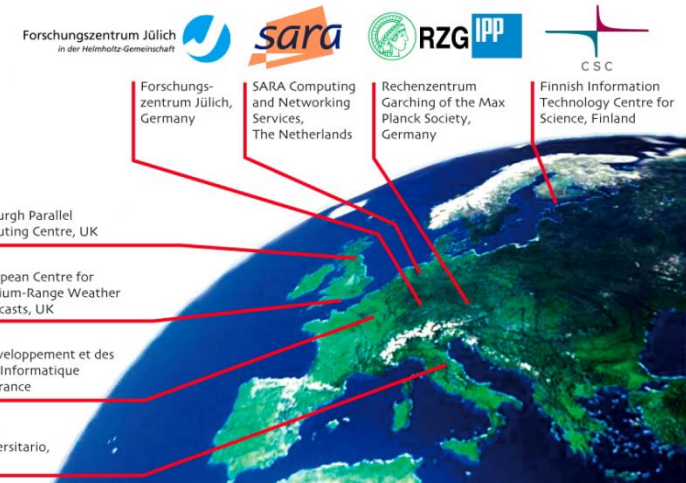 Forschungszentrum Jülich
in der Helmholtz-Gemeinschaft
sara
RZG
IPP
CSC
Forschungs-
zentrum Jülich,
Germany
SARA Computing
and Networking
Services,
The Netherlands
Rechenzentrum
Garching of the Max
Planck Society,
Germany
Finnish Information
Technology Centre for
Science, Finland
urgh Parallel
uting Centre, UK
pean Centre for
ium-Range Weather
casts, UK
veloppement et des
Informatique
rance
ersitario,